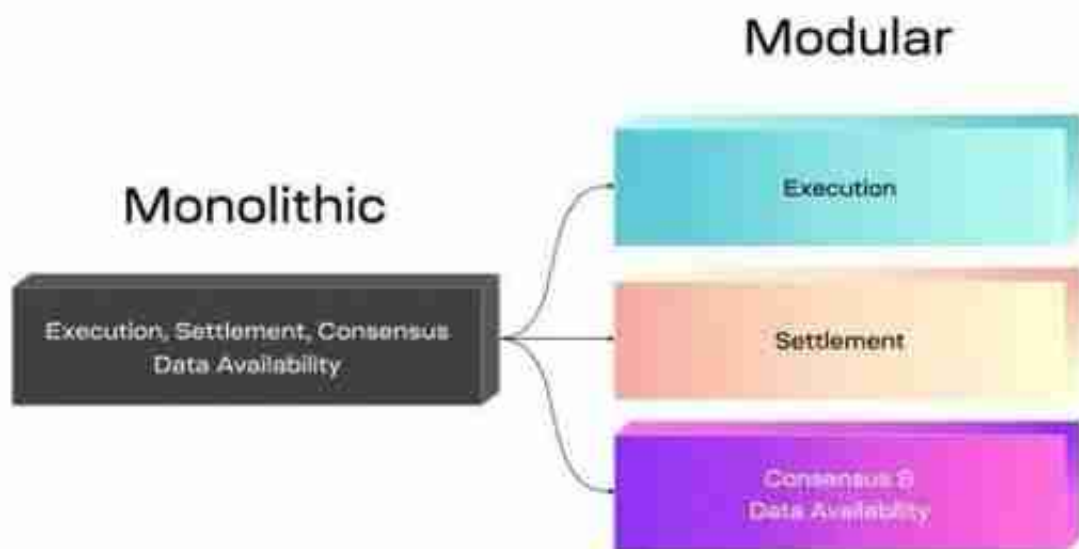 Modular
Monolithic
Execution, Settlement, Consensus
Data Availability
Execution
Settlement
Consensus &
Data Availability